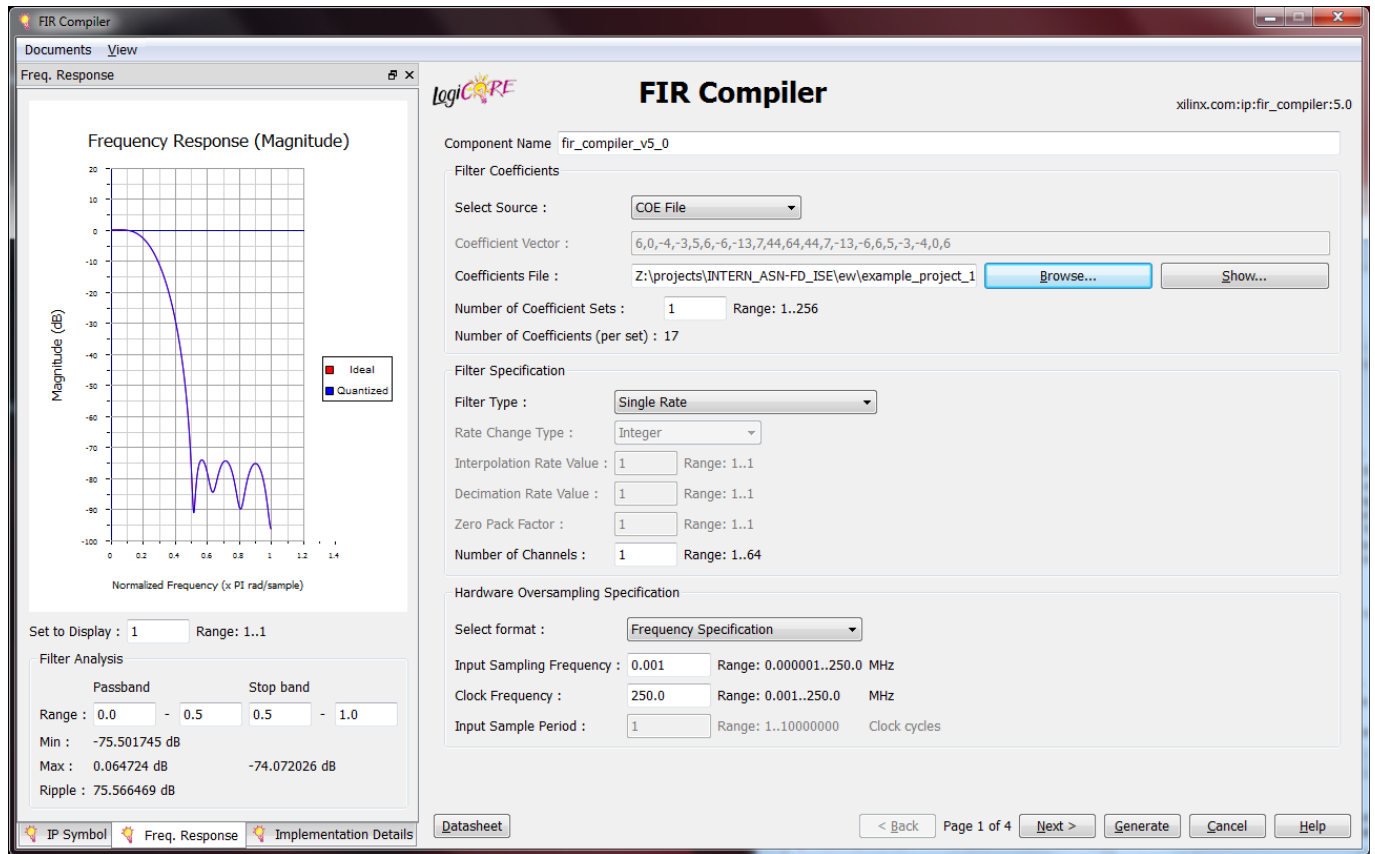 FIR Compiler
Documents View
Freq. Response
Frequency Response (Magnitude)
20
10
0
-10
-20
-30
-40
-50
-60
-70
-80
-90
-100
Magnitude (dB)
Ideal
Quantized
0 0.2 0.4 0.6 0.8 1 1.2 1.4
Normalized Frequency (x PI rad/sample)
Set to Display : 1 Range: 1..1
Filter Analysis
Passband Stop band
Range : 0.0 - 0.5 0.5 - 1.0
Min : -75.501745 dB
Max : 0.064724 dB -74.072026 dB
Ripple : 75.566469 dB
IP Symbol Freq. Response Implementation Details
LogiCORE
FIR Compiler
xilinx.com:ip:fir_compiler:5.0
Component Name fir_compiler_v5_0
Filter Coefficients
Select Source : COE File
Coefficient Vector : 6,0,-4,-3,5,6,-6,-13,7,44,64,44,7,-13,-6,6,5,-3,-4,0,6
Coefficients File : Z:\projects\INTERN_ASN-FD_ISE\ew\example_project_1 Browse... Show...
Number of Coefficient Sets : 1 Range: 1..256
Number of Coefficients (per set) : 17
Filter Specification
Filter Type : Single Rate
Rate Change Type : Integer
Interpolation Rate Value : 1 Range: 1..1
Decimation Rate Value : 1 Range: 1..1
Zero Pack Factor : 1 Range: 1..1
Number of Channels : 1 Range: 1..64
Hardware Oversampling Specification
Select format : Frequency Specification
Input Sampling Frequency : 0.001 Range: 0.000001..250.0 MHz
Clock Frequency : 250.0 Range: 0.001..250.0 MHz
Input Sample Period : 1 Range: 1..10000000 Clock cycles
Datasheet < Back Page 1 of 4 Next > Generate Cancel Help